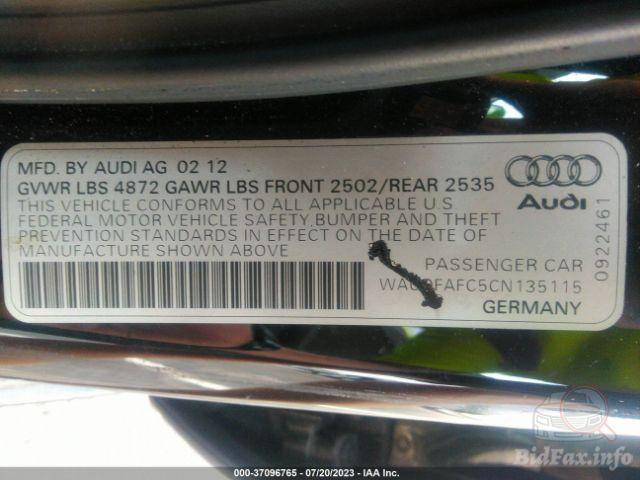 MFD. BY AUDI AG 02 12
GVWR LBS 4872 GAWR LBS FRONT 2502/REAR 2535
THIS VEHICLE CONFORMS TO ALL APPLICABLE U.S.
FEDERAL MOTOR VEHICLE SAFETY, BUMPER AND THEFT
PREVENTION STANDARDS IN EFFECT ON THE DATE OF
MANUFACTURE SHOWN ABOVE
Audi
0922461
PASSENGER CAR
GERMANY
000-37096765 - 07/20/2023 - IAA Inc.
BidFax.info